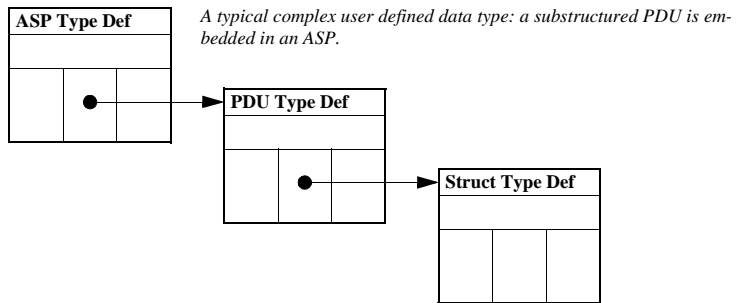 ASP Type Def
A typical complex user defined data type: a substructured PDU is em-
bedded in an ASP.
PDU Type Def
Struct Type Def